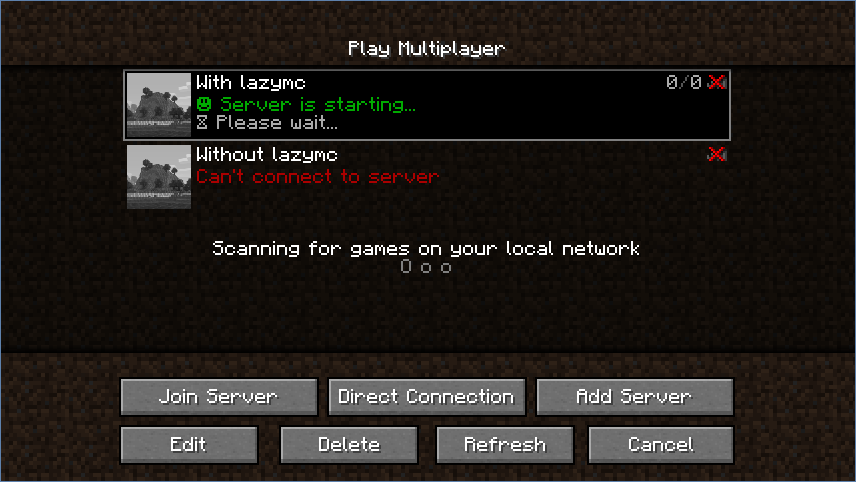 Play Multiplayer
With lazymc 0/0
☻ Server is starting...
⌛ Please wait...
Without lazymc
Can't connect to server
Scanning for games on your local network
O o o
Join Server Direct Connection Add Server
Edit Delete Refresh Cancel